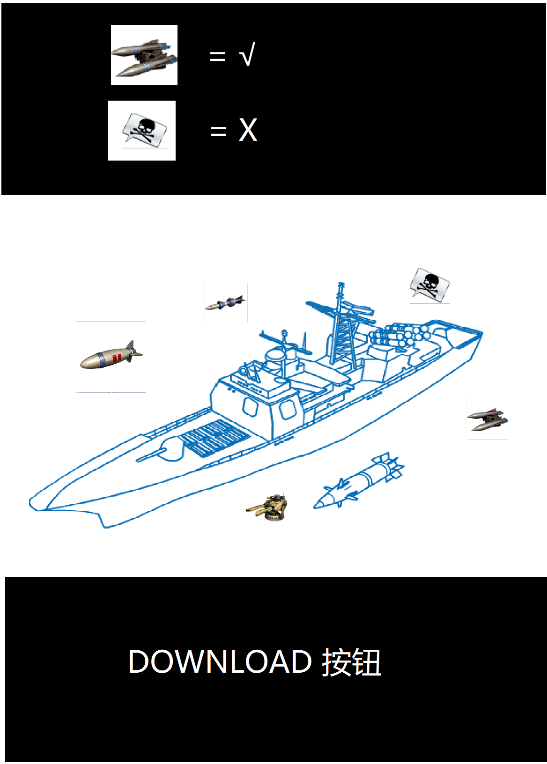 = √
= X
DOWNLOAD 按钮